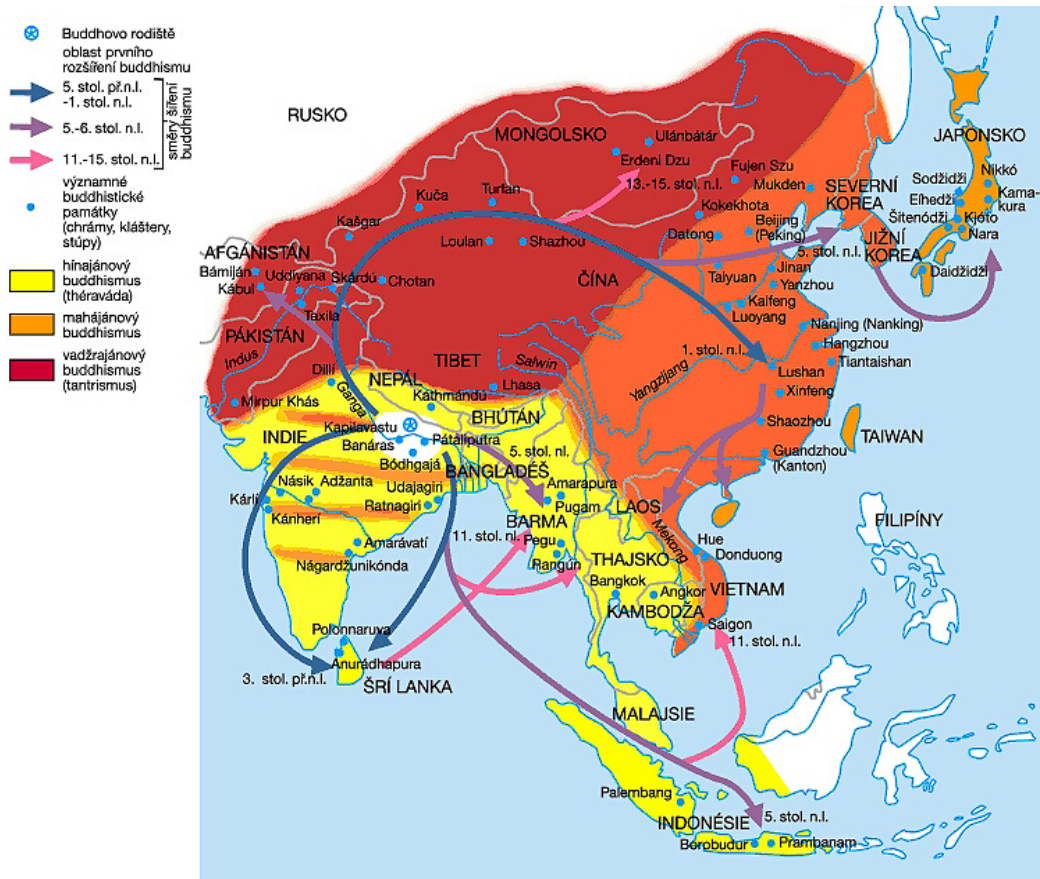 Buddhovo rodiště
oblast prvního
rozšíření buddhismu
5. stol. př.n.l.
-1. stol. n.l.
5.-6. stol. n.l.
11.-15. stol. n.l.
směry šíření
buddhismu
významné
buddhistické
památky
(chrámy, kláštery,
stúpy)
hínajánový
buddhismus
(théraváda)
mahájánový
buddhismus
vadžrajánový
buddhismus
(tantrismus)
RUSKO
MONGOLSKO
Ulánbátár
Erdeni Dzu
13.-15. stol. n.l.
Fujen Szu
Mukden
JAPONSKO
Sodžidži
Nikkó
Eíhedži
Kama-
kura
Šitenódži
Kjóto
Nara
Daidžidži
SEVERNÍ
KOREA
JIŽNÍ
KOREA
5. stol. n.l.
Kuča
Turfan
Kašgar
Loulan
Shazhou
Kokekhota
Datong
Beijing
(Peking)
Taiyuan
Jinan
Yanzhou
Kaifeng
Luoyang
ČÍNA
AFGÁNISTÁN
Bámiján
Kábul
Uddiyana
Skárdú
Chotan
Taxila
PÁKISTÁN
Indus
TIBET
Salwin
Lhasa
Yangzijiang
1. stol. n.l.
Nanjing (Nanking)
Hangzhou
Tiantaishan
Lushan
Xinfeng
Shaozhou
Guandzhou
(Kanton)
TAIWAN
Dillí
Ganga
NEPÁL
Káthmándú
BHÚTÁN
Mirpur Khás
INDIE
Kapilavastu
Banáras
Pátaliputra
Bódhgajá
BANGLADÉŠ
5. stol. nl.
Násik
Adžanta
Udajagiri
Kárlí
Ratnagiri
Kánherí
Amarávatí
Nágardžunikónda
Amarapura
Pugam
BARMA
11. stol. nl.
Pegu
Rangún
LAOS
Mekong
THAJSKO
Bangkok
Angkor
KAMBODŽA
Hue
Donduong
VIETNAM
Saigon
11. stol. n.l.
FILIPÍNY
Polonnaruva
Anurádhapura
3. stol. př.n.l.
ŠRÍ LANKA
MALAJSIE
Palembang
INDONÉSIE
5. stol. n.l.
Borobudur
Prambanam